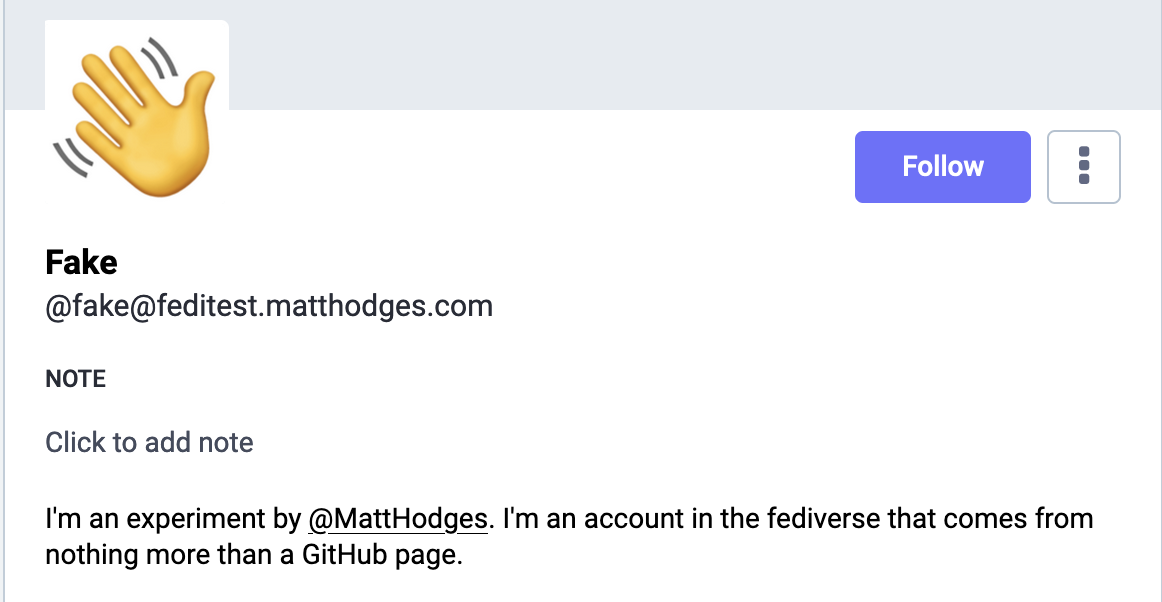 Follow
Fake
@fake@feditest.matthodges.com
NOTE
Click to add note
I'm an experiment by @MattHodges. I'm an account in the fediverse that comes from
nothing more than a GitHub page.